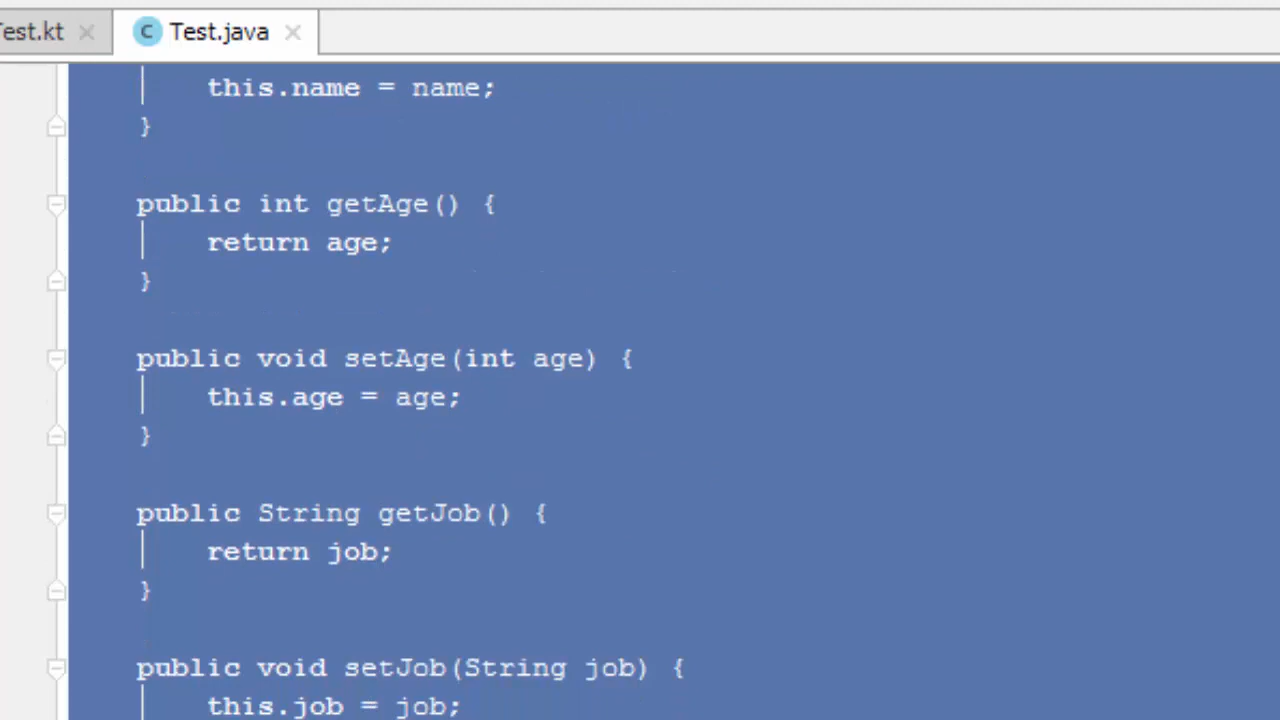 Test.kt
Test.java
this.name = name;
}
public int getAge() {
return age;
}
public void setAge(int age) {
this.age = age;
}
public String getJob() {
return job;
}
public void setJob(String job) {
this.job = job;